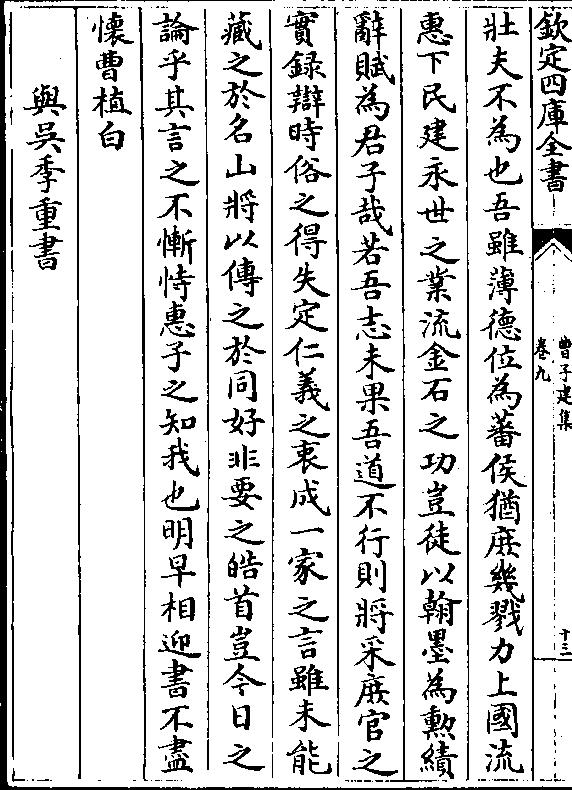 欽定四庫全書
曹子建集
卷九
十三
壯夫不為也吾雖薄德位為蕃侯猶庶幾戮力上國流
惠下民建永世之業流金石之功豈徒以翰墨為勲績
辭賦為君子哉若吾志未果吾道不行則將采庶官之
實録辯時俗之得失定仁義之衷成一家之言雖未能
藏之於名山將以傳之於同好非要之皓首豈今日之
論乎其言之不慚恃惠子之知我也明早相迎書不盡
懷曹植白
與吳季重書